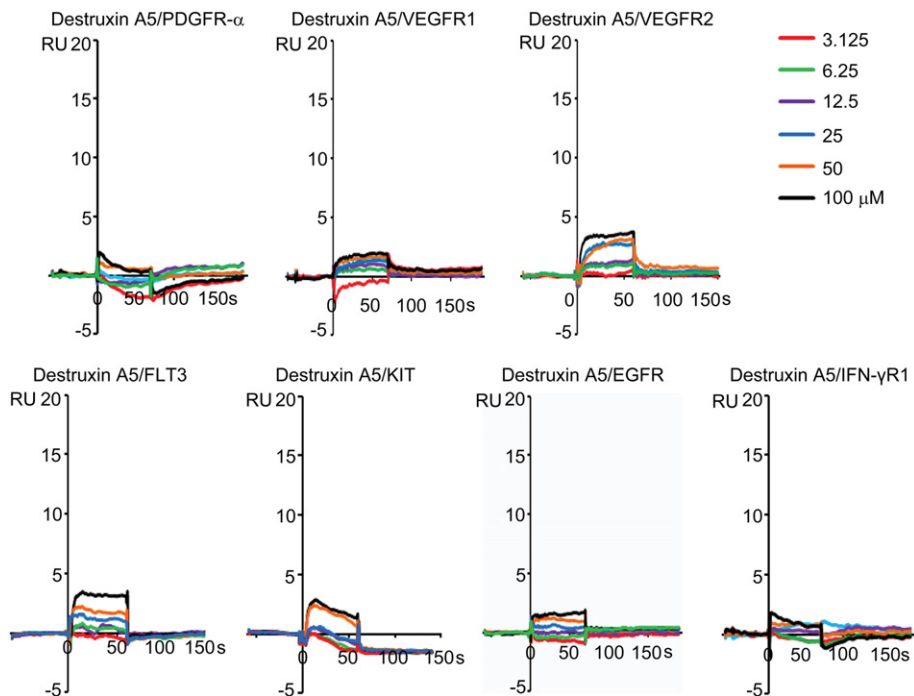 Destruxin A5/PDGFR-α
RU 20
15
10
5
-5
0 50 100 150s
Destruxin A5/VEGFR1
RU 20
15
10
5
-5
0 50 100 150s
Destruxin A5/VEGFR2
RU 20
15
10
5
-5
0 50 100 150s
3.125
6.25
12.5
25
50
100 μM
Destruxin A5/FLT3
RU 20
15
10
5
-5
0 50 100 150s
Destruxin A5/KIT
RU 20
15
10
5
-5
0 50 100 150s
Destruxin A5/EGFR
RU 20
15
10
5
-5
0 50 100 150s
Destruxin A5/IFN-γR1
RU 20
15
10
5
-5
0 50 100 150s